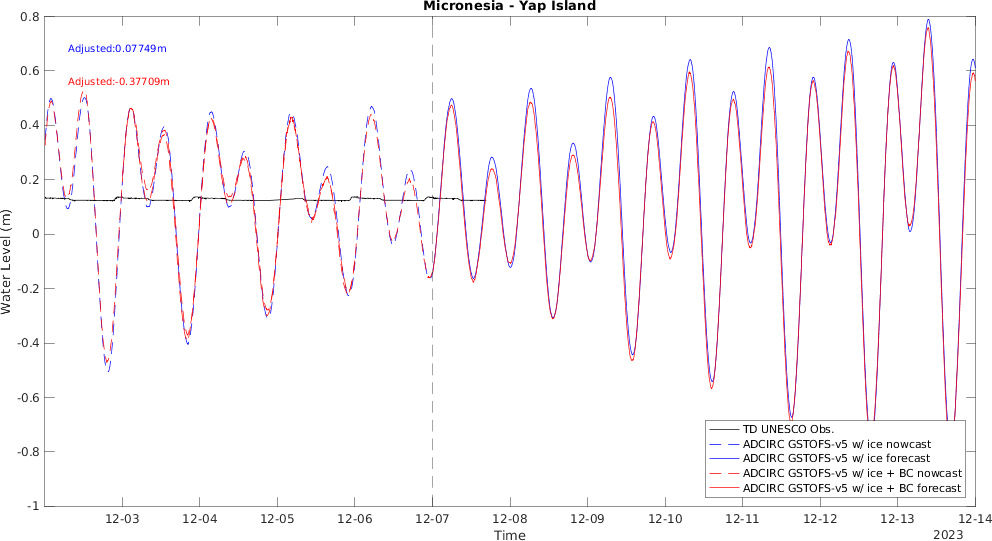 Micronesia - Yap Island
Adjusted:0.07749m
Adjusted:-0.37709m
Water Level (m)
0.8
0.6
0.4
0.2
0
-0.2
-0.4
-0.6
-0.8
-1
TD UNESCO Obs.
ADCIRC GSTOFS-v5 w/ ice nowcast
ADCIRC GSTOFS-v5 w/ ice forecast
ADCIRC GSTOFS-v5 w/ ice + BC nowcast
ADCIRC GSTOFS-v5 w/ ice + BC forecast
12-03 12-04 12-05 12-06 12-07 12-08 12-09 12-10 12-11 12-12 12-13 12-14
Time
2023